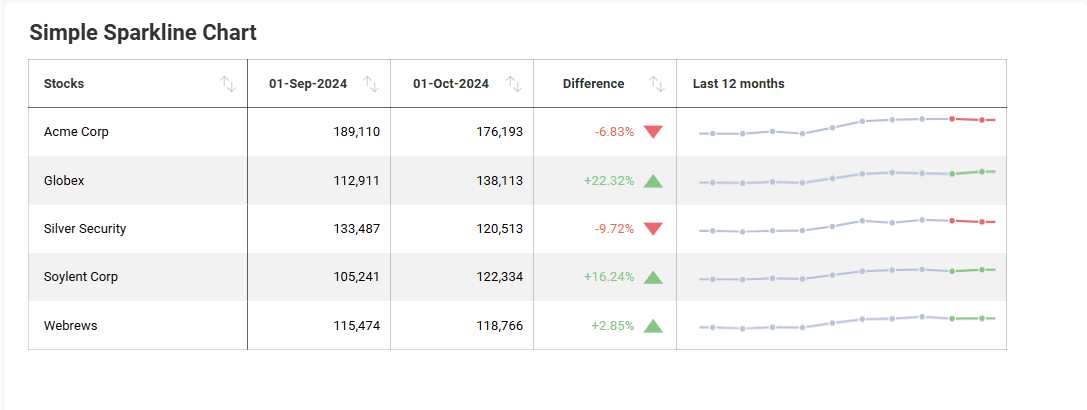 Simple Sparkline Chart
Stocks 01-Sep-2024 01-Oct-2024 Difference Last 12 months
Acme Corp 189,110 176,193 -6.83%
Globex 112,911 138,113 +22.32%
Silver Security 133,487 120,513 -9.72%
Soylent Corp 105,241 122,334 +16.24%
Webrews 115,474 118,766 +2.85%